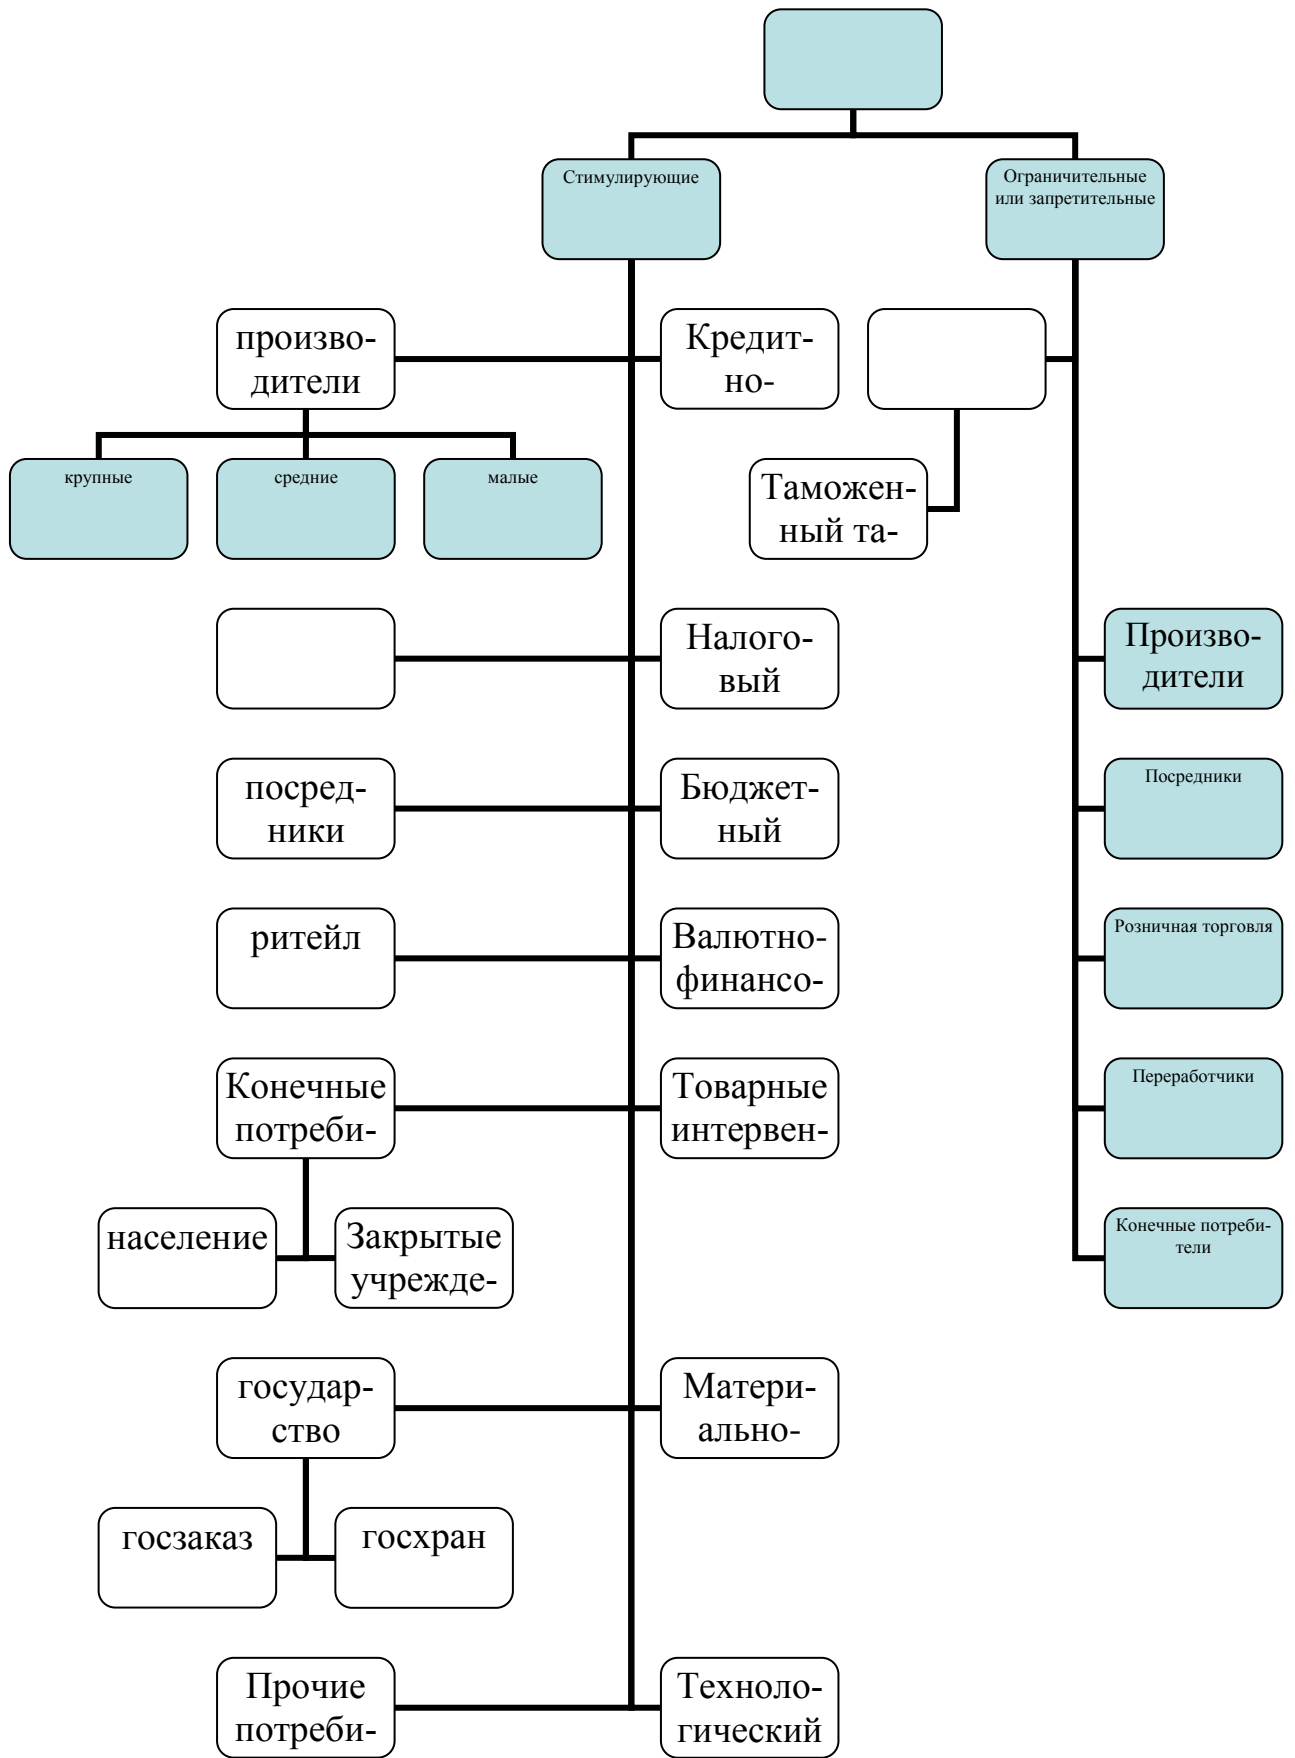 Стимулирующие
Ограничительные
или запретительные
произво-
дители
Кредит-
но-
крупные
средние
малые
Таможен-
ный та-
Налого-
вый
Произво-
дители
посред-
ники
Бюджет-
ный
Посредники
ритейл
Валютно-
финансо-
Розничная торговля
Конечные
потреби-
Товарные
интервен-
Переработчики
население
Закрытые
учрежде-
Конечные потреби-
тели
государ-
ство
Матери-
ально-
госзаказ
госхран
Прочие
потреби-
Техноло-
гический